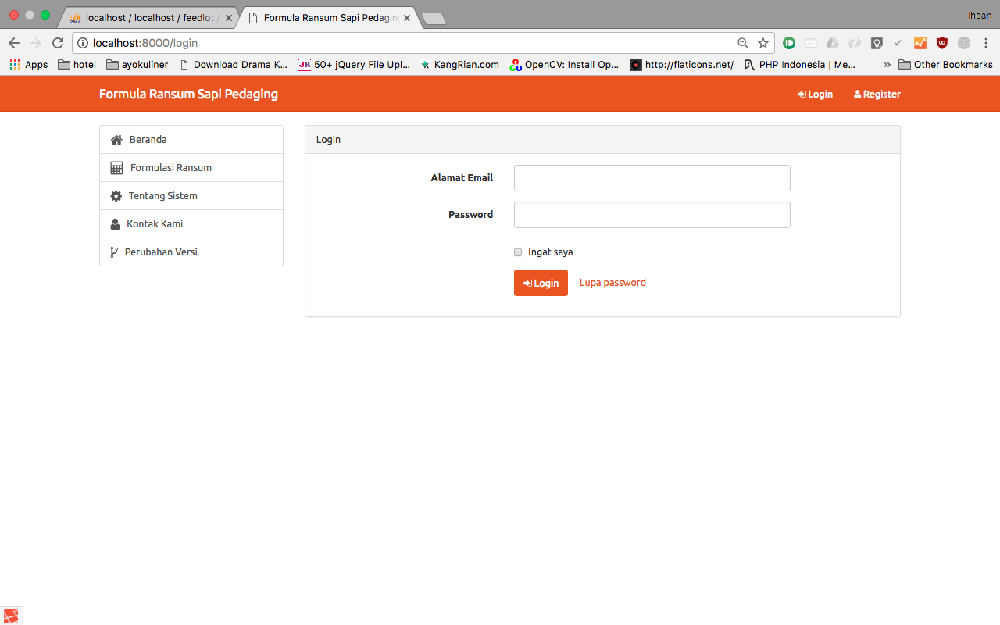 localhost / localhost / feedlot /
Formula Ransum Sapi Pedaging
Ihsan
localhost:8000/login
Apps hotel ayokuliner Download Drama K... JR 50+ jQuery File Upl... KangRian.com OpenCV: Install Op... http://flaticons.net/ PHP Indonesia | Me... » Other Bookmarks
Formula Ransum Sapi Pedaging Login Register
Beranda
Formulasi Ransum
Tentang Sistem
Kontak Kami
Perubahan Versi
Login
Alamat Email
Password
Ingat saya
Login Lupa password